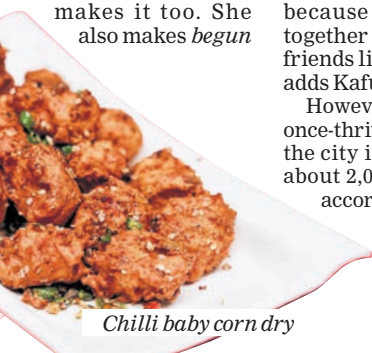 makes it too. She
also makes begun
because
together
friends li
adds Kafu
Howev
once-thriv
the city i
about 2,0
accor
Chilli baby corn dry